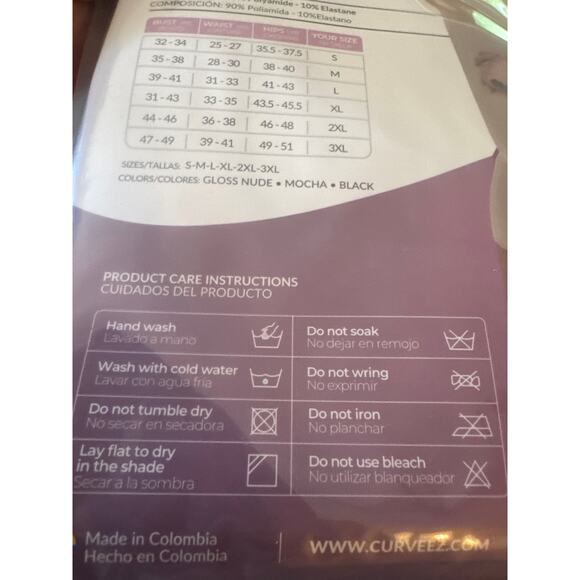 Polyamide - 10% Elastane
COMPOSICIÓN: 90% Poliamida - 10%Elastano
BUST WAIST HIPS YOUR SIZE
32-34 25-27 35.5-37.5 S
35-38 28-30 38-40 M
39-41 31-33 41-43 L
31-43 33-35 43.5-45.5 XL
44-46 36-38 46-48 2XL
47-49 39-41 49-51 3XL
SIZES/TALLAS: S-M-L-XL-2XL-3XL
COLORS/COLORES: GLOSS NUDE • MOCHA • BLACK
PRODUCT CARE INSTRUCTIONS
CUIDADOS DEL PRODUCTO
Hand wash
Lavado a mano
Do not soak
No dejar en remojo
Wash with cold water
Lavar con agua fria
Do not wring
No exprimir
Do not tumble dry
No secar en secadora
Do not iron
No planchar
Lay flat to dry
in the shade
Secar a la sombra
Do not use bleach
No utilizar blanqueador
Made in Colombia
Hecho en Colombia
WWW.CURVEEZ.COM